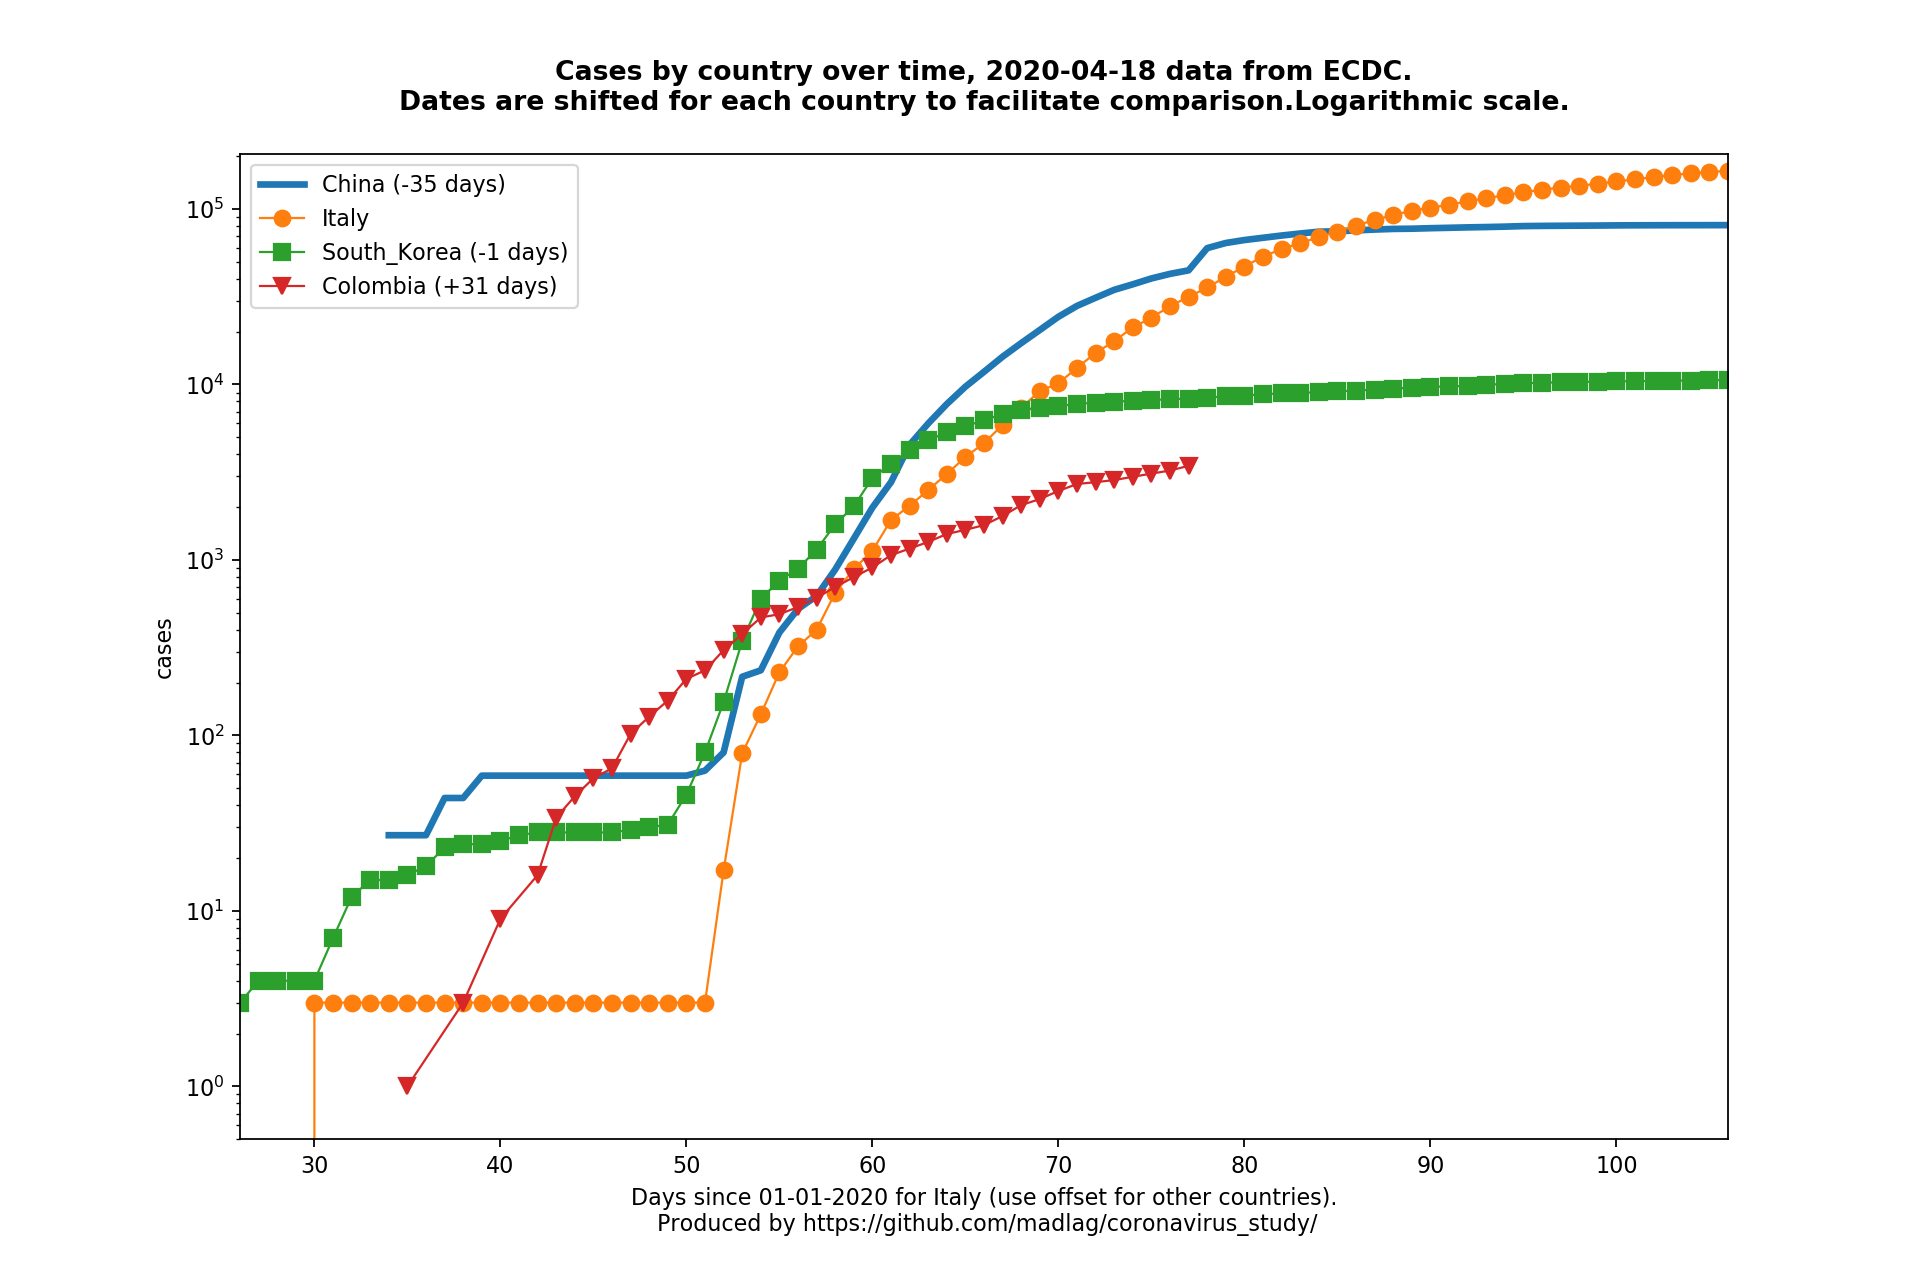 Cases by country over time, 2020-04-18 data from ECDC.
Dates are shifted for each country to facilitate comparison.Logarithmic scale.
China (-35 days)
Italy
South_Korea (-1 days)
Colombia (+31 days)
10⁵
10⁴
10³
10²
10¹
10⁰
cases
30 40 50 60 70 80 90 100
Days since 01-01-2020 for Italy (use offset for other countries).
Produced by https://github.com/madlag/coronavirus_study/